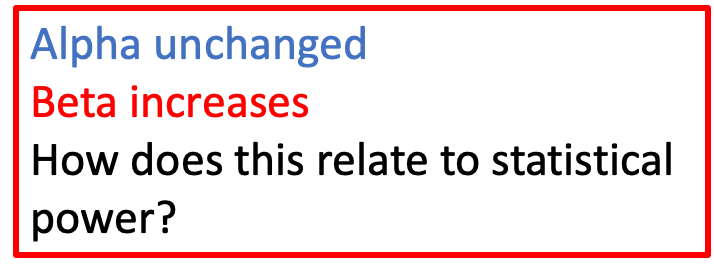 Alpha unchanged
Beta increases
How does this relate to statistical
power?